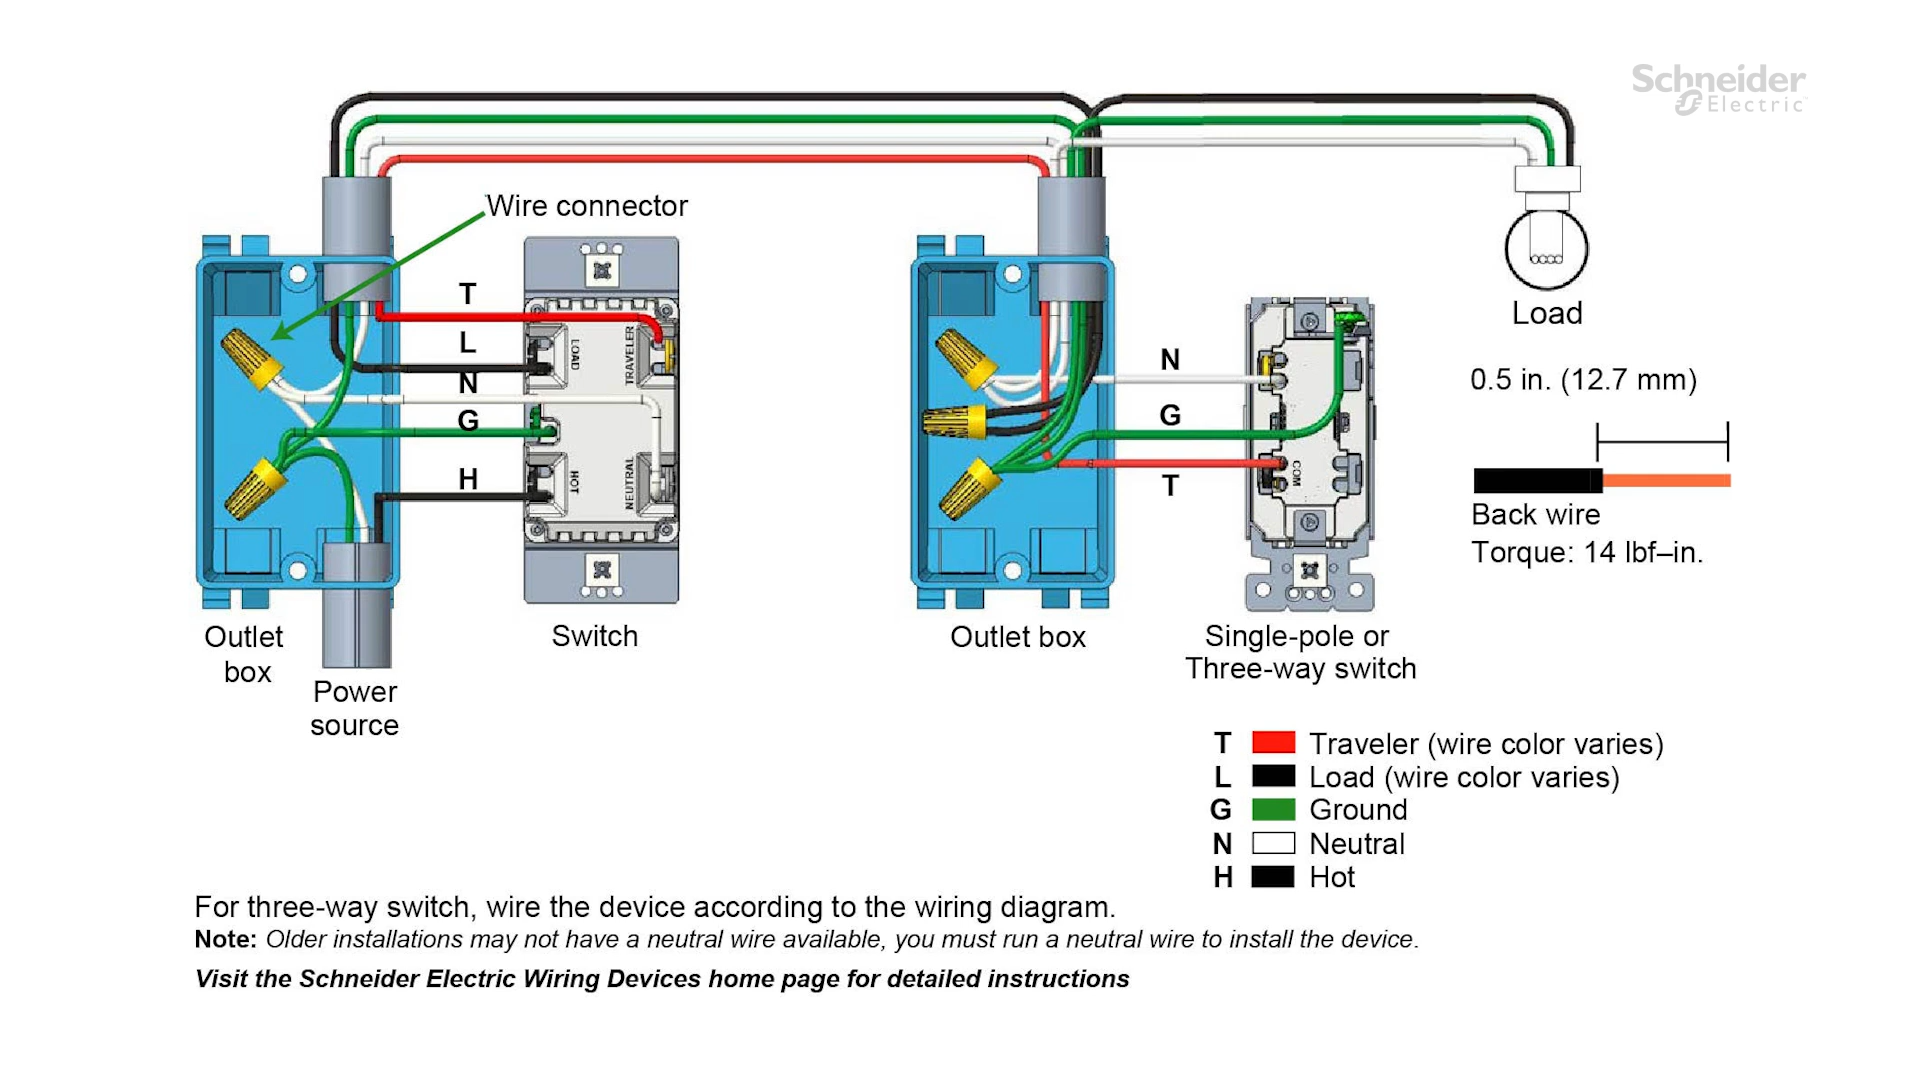 Schneider
Electric
Wire connector
T
L
N
G
H
LOAD
TRAVELER
HOT
NEUTRAL
N
G
T
COM
Load
0.5 in. (12.7 mm)
Back wire
Torque: 14 lbf–in.
Outlet
box
Power
source
Switch
Outlet box
Single-pole or
Three-way switch
T Traveler (wire color varies)
L Load (wire color varies)
G Ground
N Neutral
H Hot
For three-way switch, wire the device according to the wiring diagram.
Note: Older installations may not have a neutral wire available, you must run a neutral wire to install the device.
Visit the Schneider Electric Wiring Devices home page for detailed instructions